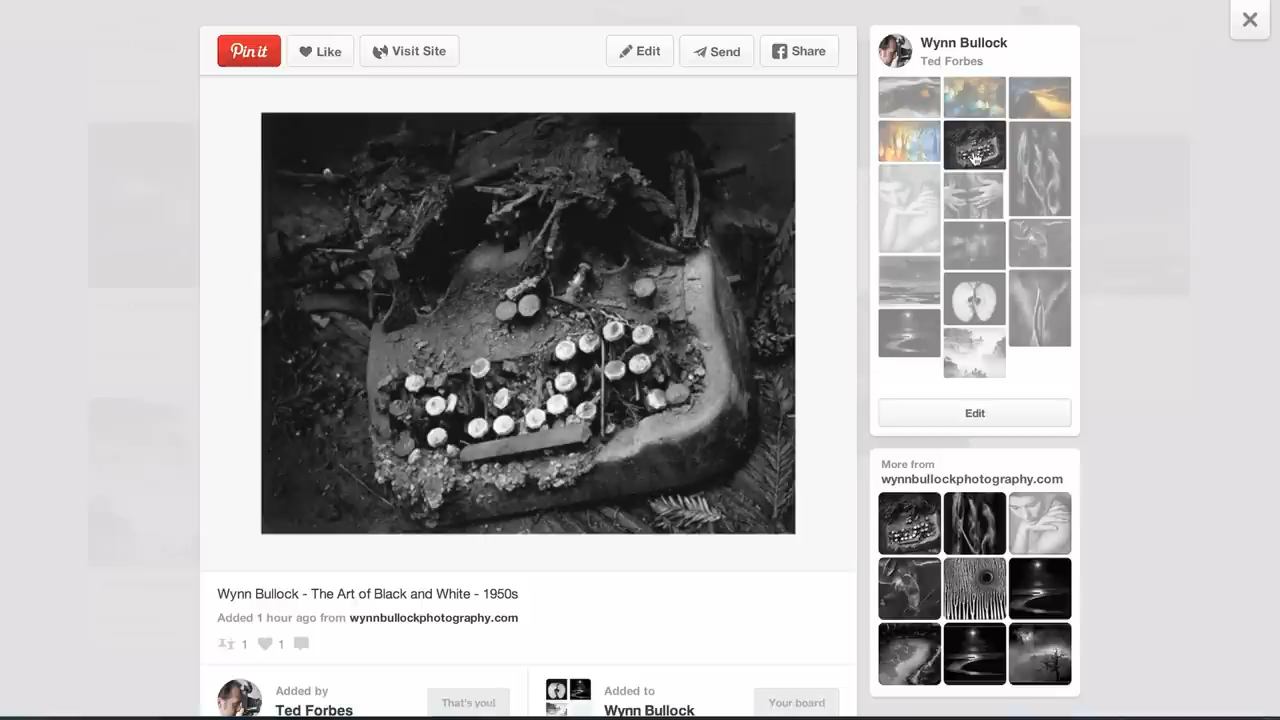 Pin it
Like
Visit Site
Edit
Send
Share
Wynn Bullock
Ted Forbes
Edit
More from
wynnbullockphotography.com
Wynn Bullock - The Art of Black and White - 1950s
Added 1 hour ago from wynnbullockphotography.com
1 1
Added by
Ted Forbes
That's you!
Added to
Wynn Bullock
Your board